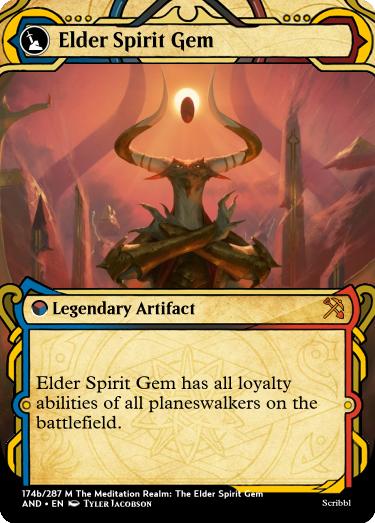 Elder Spirit Gem
Legendary Artifact
Elder Spirit Gem has all loyalty
abilities of all planeswalkers on the
battlefield.
174b/287 M The Meditation Realm: The Elder Spirit Gem
AND • EN Tyler Jacobson
Scribbl